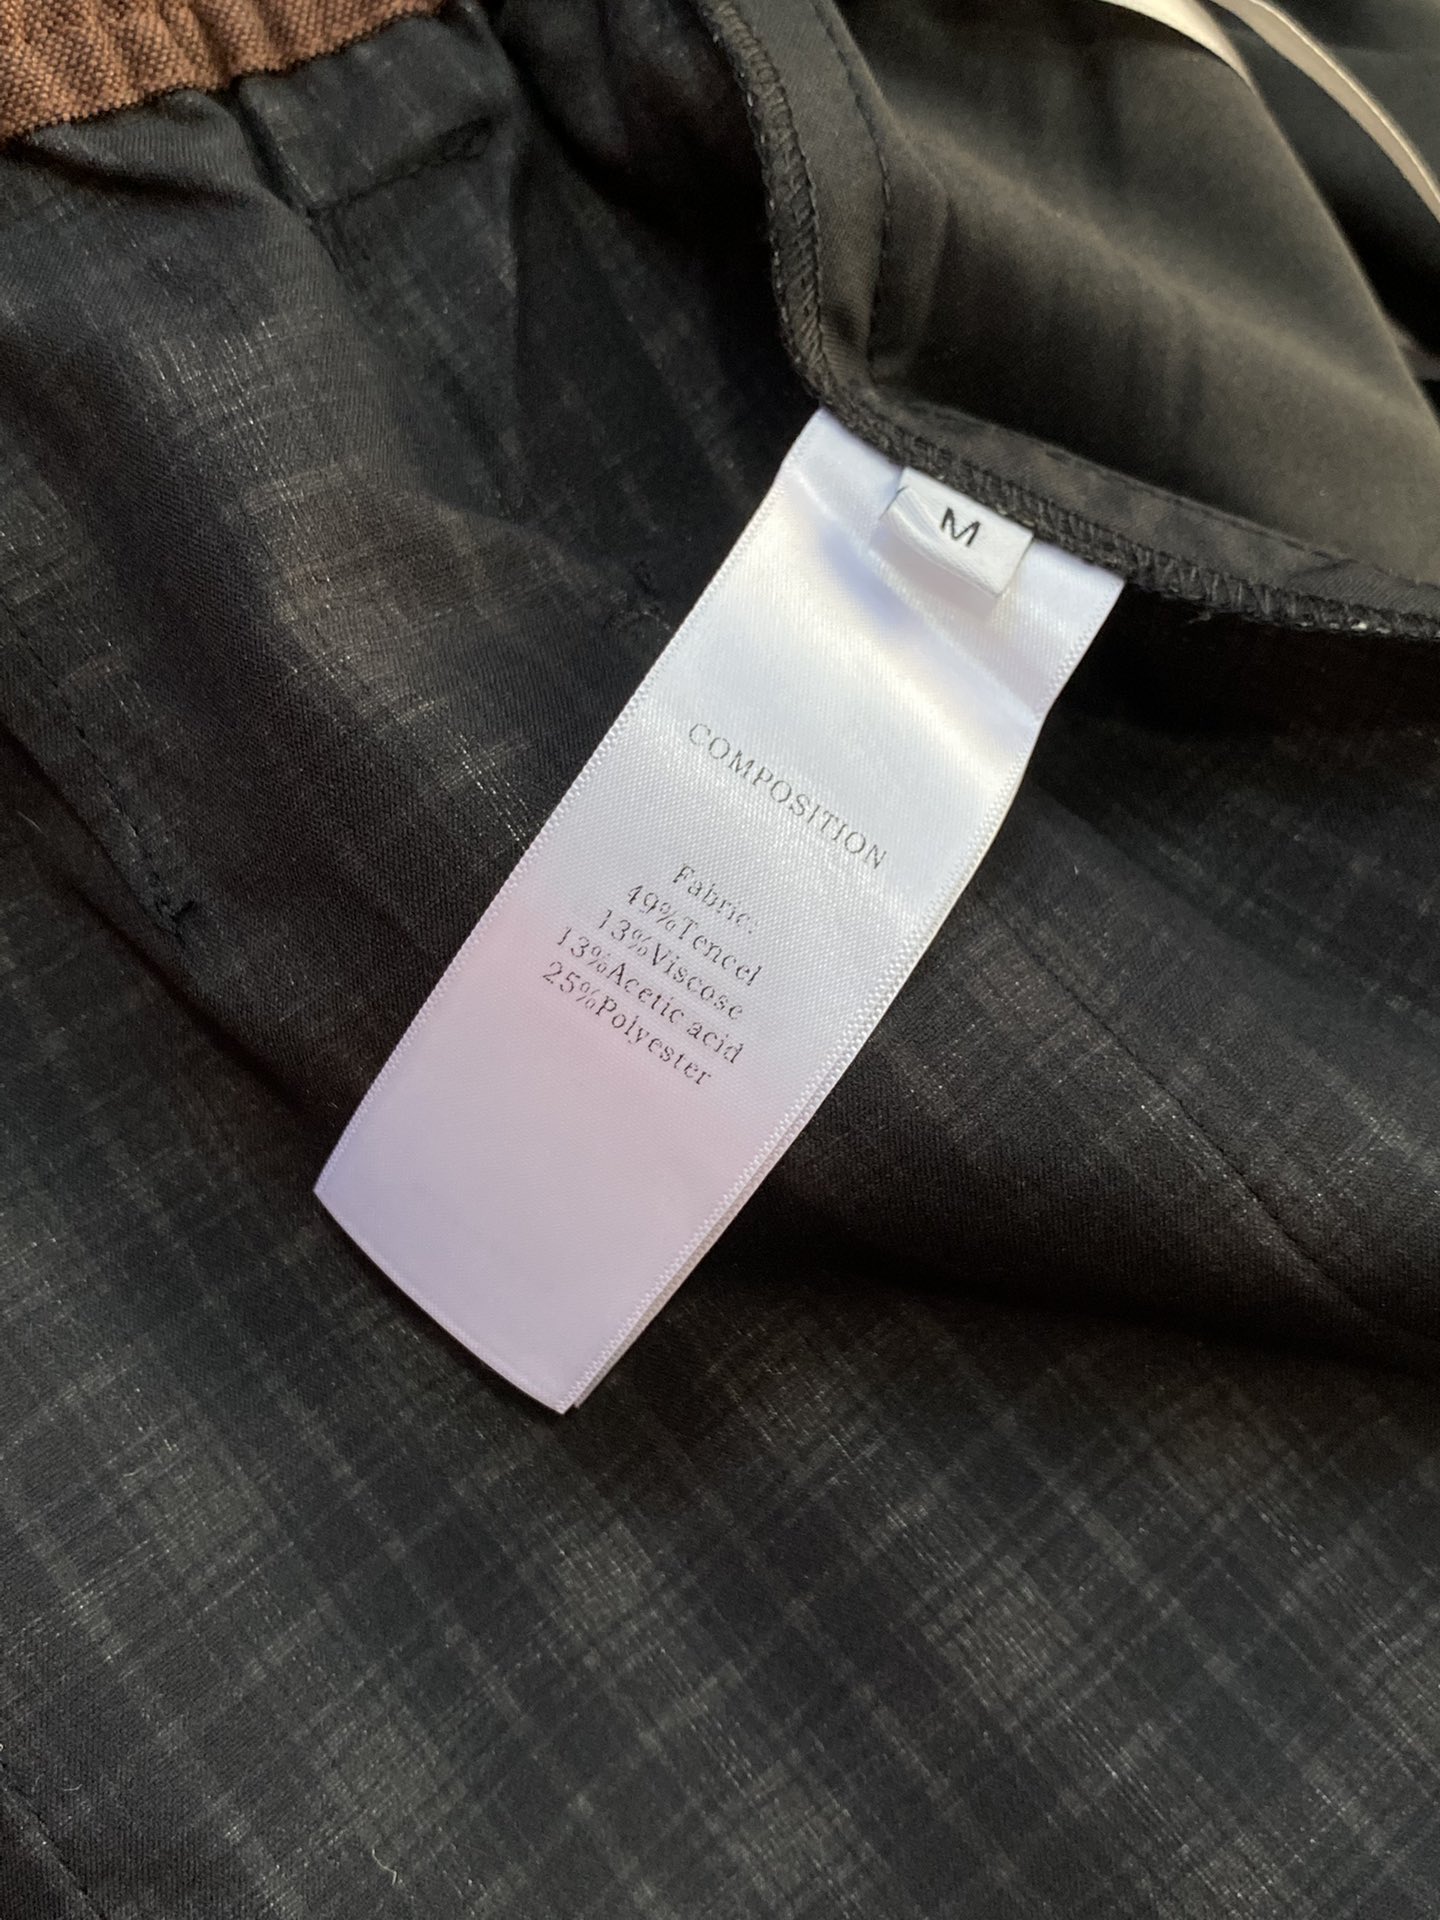 M
COMPOSITION
Fabric:
49%Tencel
13%Viscose
13%Acetic acid
25%Polyester